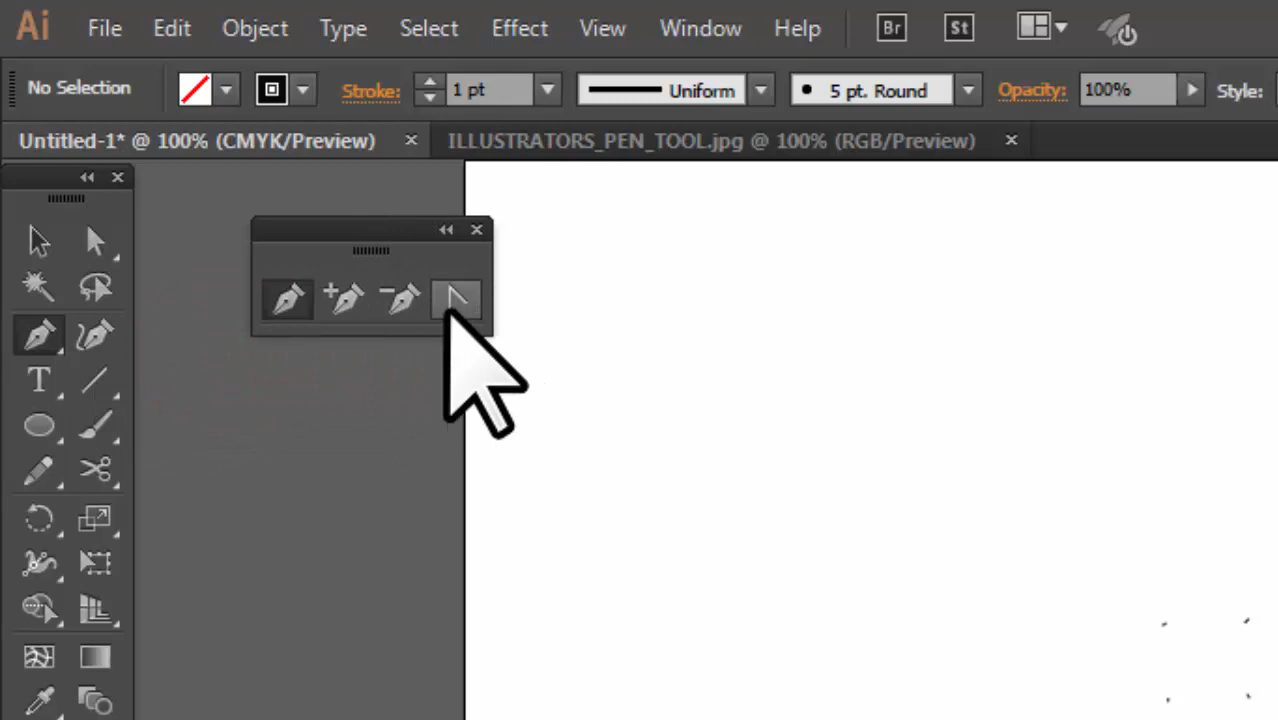 Ai File Edit Object Type Select Effect View Window Help Br St
No Selection Stroke: 1 pt Uniform 5 pt. Round Opacity: 100% Style:
Untitled-1* @ 100% (CMYK/Preview) × ILLUSTRATORS_PEN_TOOL.jpg @ 100% (RGB/Preview) ×
T